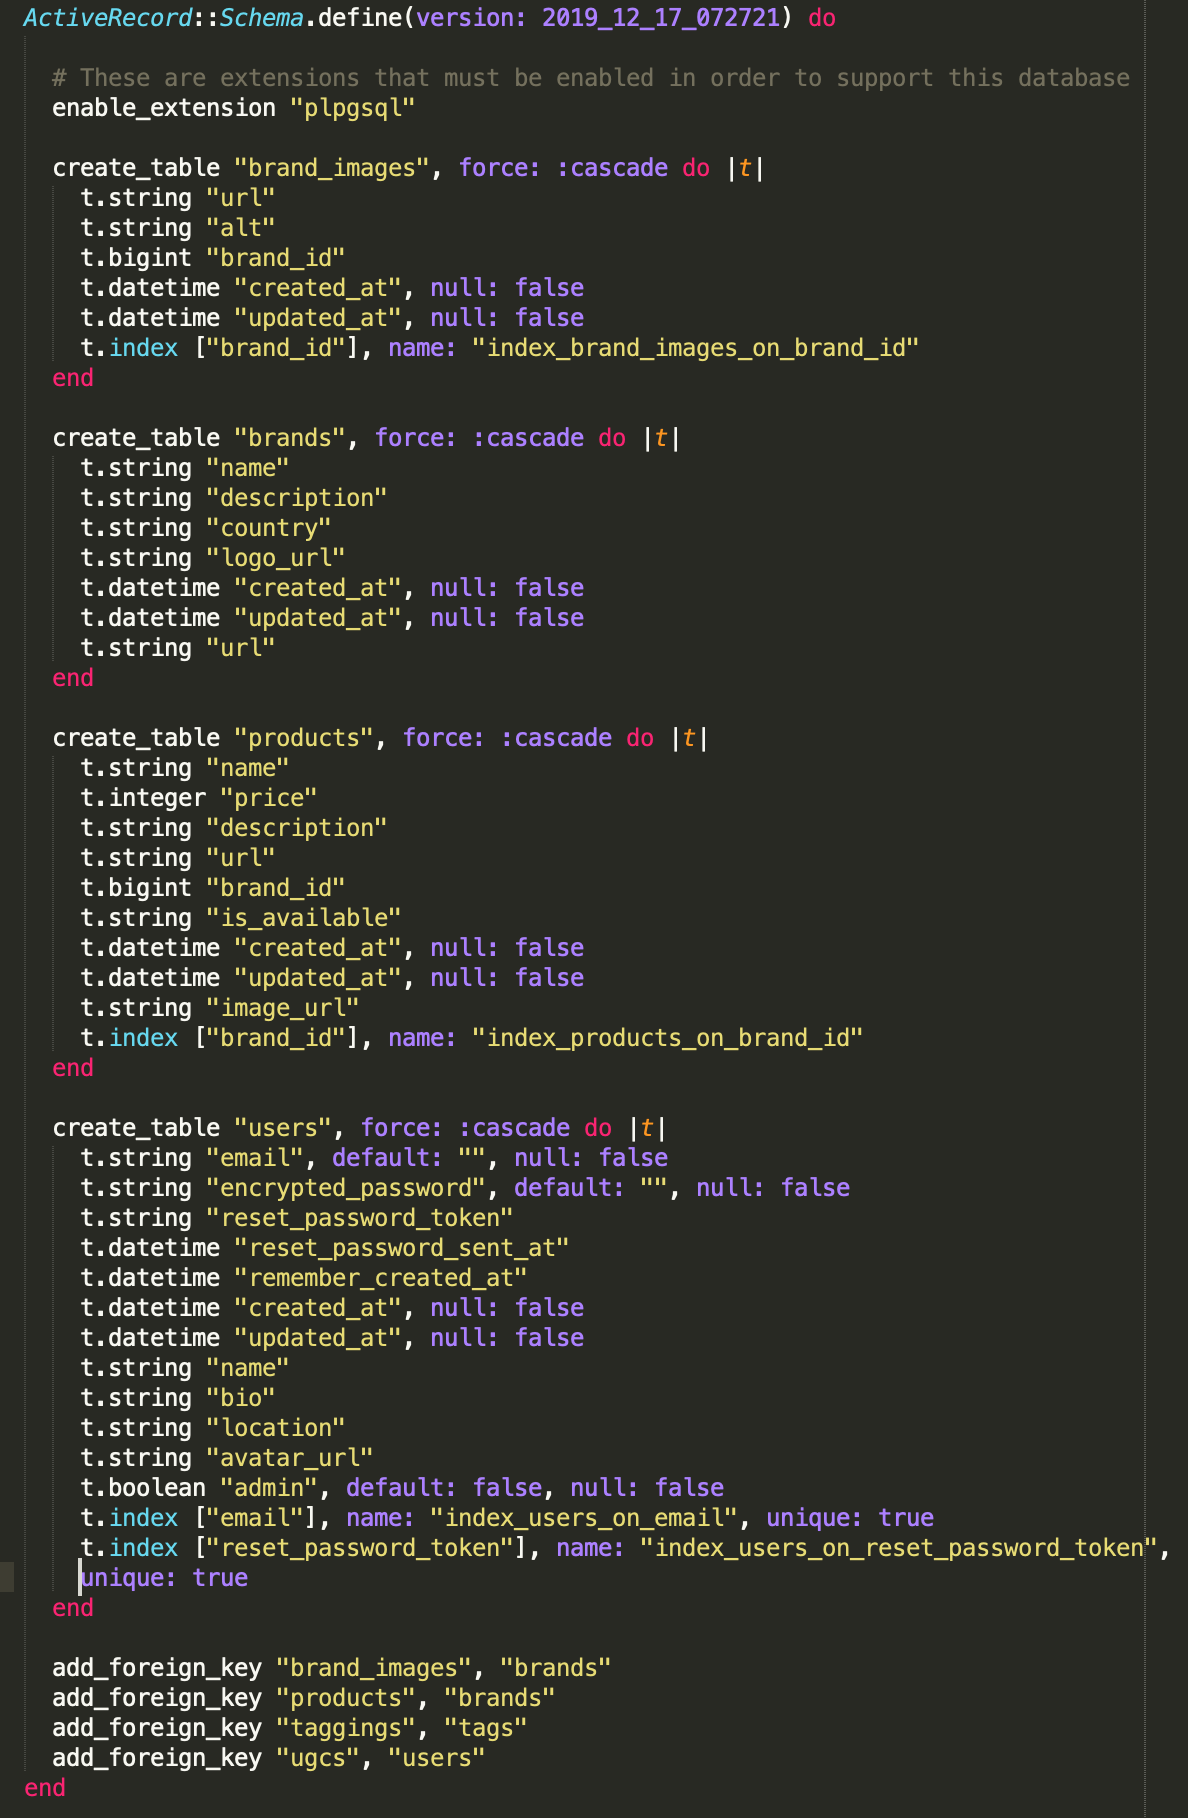 ActiveRecord::Schema.define(version: 2019_12_17_072721) do

  # These are extensions that must be enabled in order to support this database
  enable_extension "plpgsql"

  create_table "brand_images", force: :cascade do |t|
    t.string "url"
    t.string "alt"
    t.bigint "brand_id"
    t.datetime "created_at", null: false
    t.datetime "updated_at", null: false
    t.index ["brand_id"], name: "index_brand_images_on_brand_id"
  end

  create_table "brands", force: :cascade do |t|
    t.string "name"
    t.string "description"
    t.string "country"
    t.string "logo_url"
    t.datetime "created_at", null: false
    t.datetime "updated_at", null: false
    t.string "url"
  end

  create_table "products", force: :cascade do |t|
    t.string "name"
    t.integer "price"
    t.string "description"
    t.string "url"
    t.bigint "brand_id"
    t.string "is_available"
    t.datetime "created_at", null: false
    t.datetime "updated_at", null: false
    t.string "image_url"
    t.index ["brand_id"], name: "index_products_on_brand_id"
  end

  create_table "users", force: :cascade do |t|
    t.string "email", default: "", null: false
    t.string "encrypted_password", default: "", null: false
    t.string "reset_password_token"
    t.datetime "reset_password_sent_at"
    t.datetime "remember_created_at"
    t.datetime "created_at", null: false
    t.datetime "updated_at", null: false
    t.string "name"
    t.string "bio"
    t.string "location"
    t.string "avatar_url"
    t.boolean "admin", default: false, null: false
    t.index ["email"], name: "index_users_on_email", unique: true
    t.index ["reset_password_token"], name: "index_users_on_reset_password_token",
    unique: true
  end

  add_foreign_key "brand_images", "brands"
  add_foreign_key "products", "brands"
  add_foreign_key "taggings", "tags"
  add_foreign_key "ugcs", "users"
end